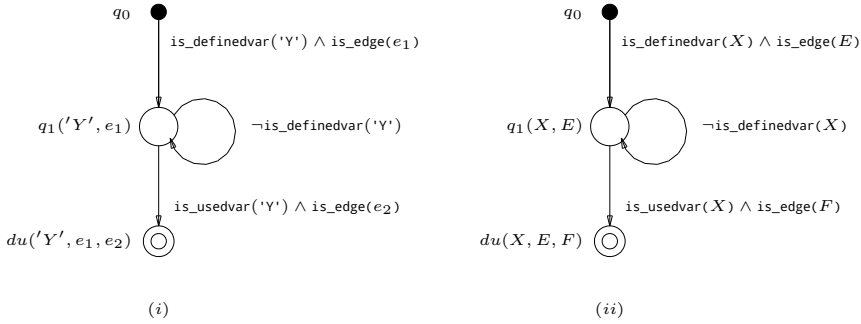 q0 q0
is_definedvar('Y') ∧ is_edge(e1) is_definedvar(X) ∧ is_edge(E)
q1('Y', e1) ¬is_definedvar('Y') q1(X, E) ¬is_definedvar(X)
is_usedvar('Y') ∧ is_edge(e2) is_usedvar(X) ∧ is_edge(F)
du('Y', e1, e2) du(X, E, F)
(i) (ii)